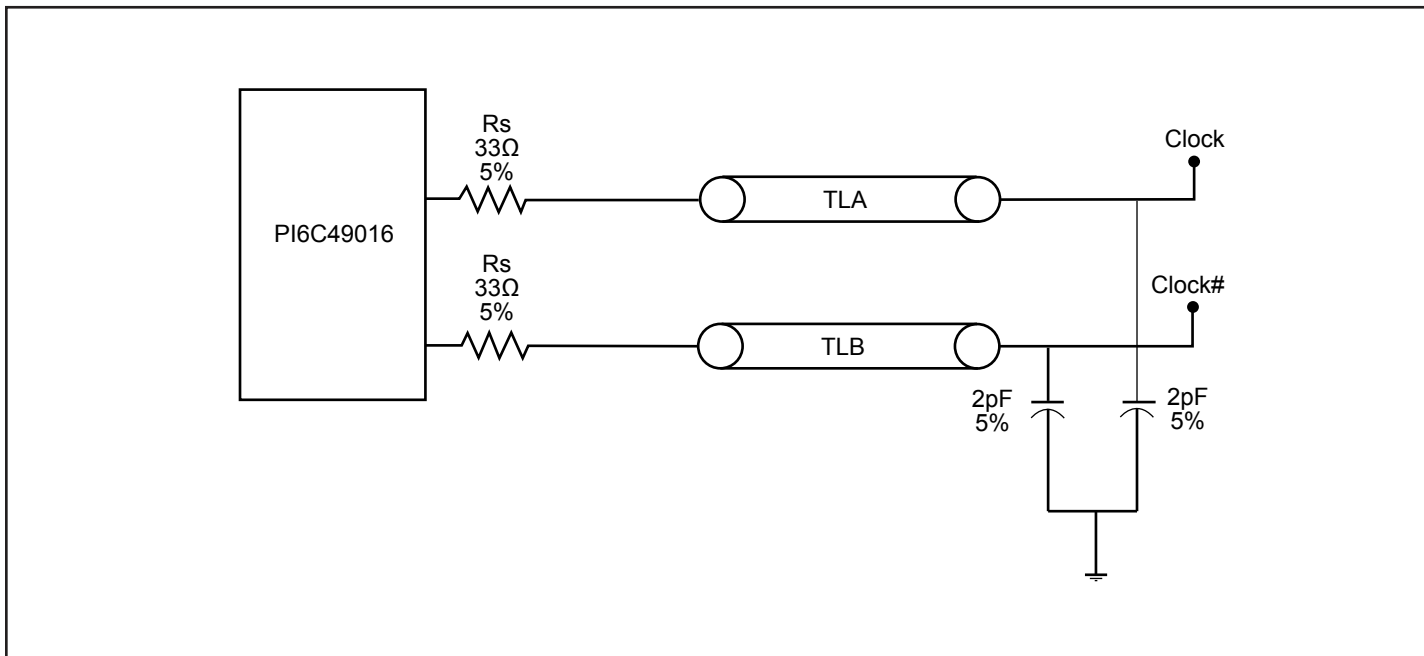 Rs
33Ω
5%
Clock
TLA
PI6C49016
Rs
33Ω
5%
Clock#
TLB
2pF
5%
2pF
5%